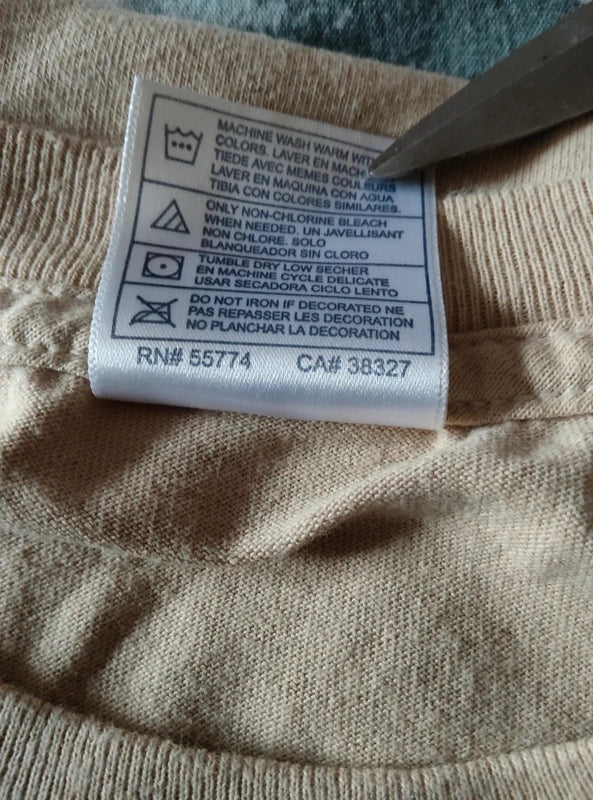 MACHINE WASH WARM
COLORS. LAVER EN MACH
TIEDE AVEC MEMES COULEURS
LAVER EN MAQUINA CON AGUA
TIBIA CON COLORES SIMILARES.
ONLY NON-CHLORINE BLEACH
WHEN NEEDED. UN JAVELLISANT
NON CHLORE. SOLO
BLANQUEADOR SIN CLORO
TUMBLE DRY LOW SECHER
EN MACHINE CYCLE DELICATE
USAR SECADORA CICLO LENTO
DO NOT IRON IF DECORATED NE
PAS REPASSER LES DECORATION
NO PLANCHAR LA DECORATION
RN# 55774 CA# 38327